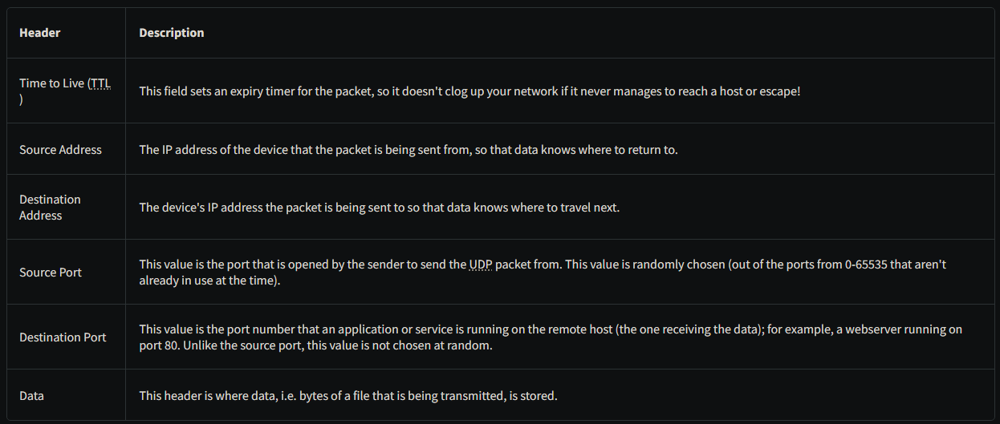 Header
Description
Time to Live (TTL
)
This field sets an expiry timer for the packet, so it doesn't clog up your network if it never manages to reach a host or escape!
Source Address
The IP address of the device that the packet is being sent from, so that data knows where to return to.
Destination
Address
The device's IP address the packet is being sent to so that data knows where to travel next.
Source Port
This value is the port that is opened by the sender to send the UDP packet from. This value is randomly chosen (out of the ports from 0-65535 that aren't
already in use at the time).
Destination Port
This value is the port number that an application or service is running on the remote host (the one receiving the data); for example, a webserver running on
port 80. Unlike the source port, this value is not chosen at random.
Data
This header is where data, i.e. bytes of a file that is being transmitted, is stored.